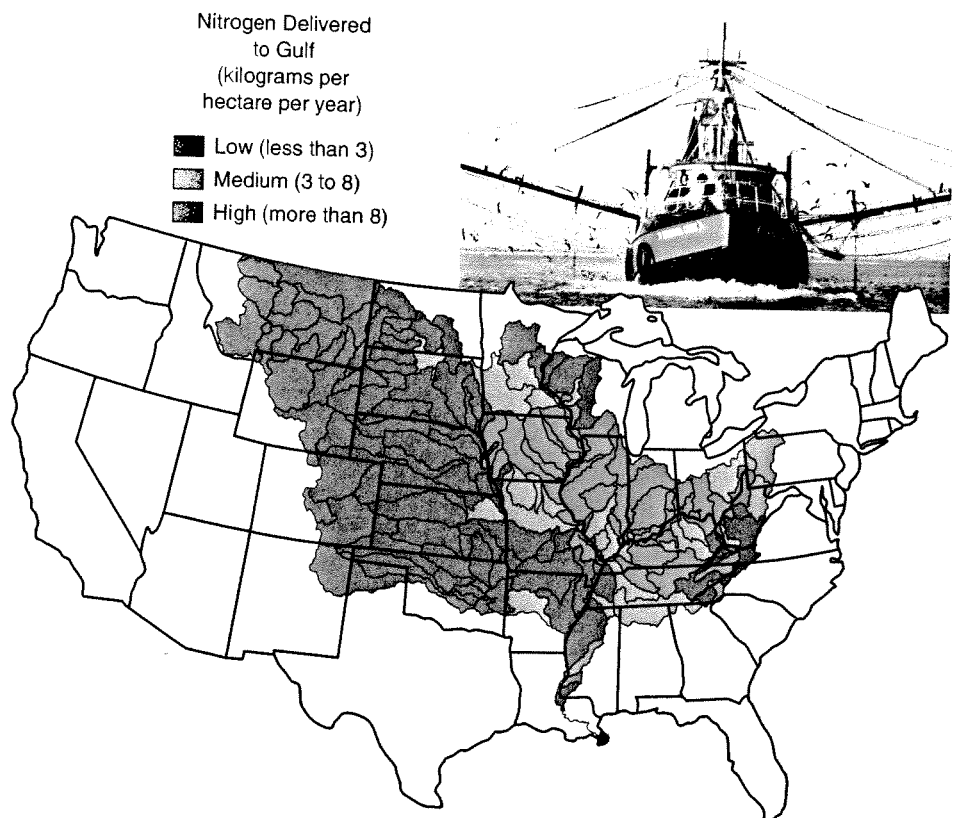 Nitrogen Delivered
to Gulf
(kilograms per
hectare per year)
Low (less than 3)
Medium (3 to 8)
High (more than 8)